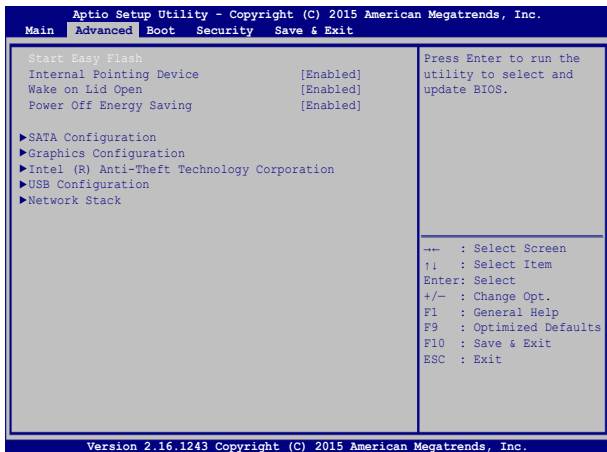 Aptio Setup Utility - Copyright (C) 2015 American Megatrends, Inc.
Main Advanced Boot Security Save & Exit
Start Easy Flash
Internal Pointing Device [Enabled]
Wake on Lid Open [Enabled]
Power Off Energy Saving [Enabled]
▶SATA Configuration
▶Graphics Configuration
▶Intel (R) Anti-Theft Technology Corporation
▶USB Configuration
▶Network Stack
Press Enter to run the
utility to select and
update BIOS.
→← : Select Screen
↑↓ : Select Item
Enter: Select
+/— : Change Opt.
F1 : General Help
F9 : Optimized Defaults
F10 : Save & Exit
ESC : Exit
Version 2.16.1243 Copyright (C) 2015 American Megatrends, Inc.